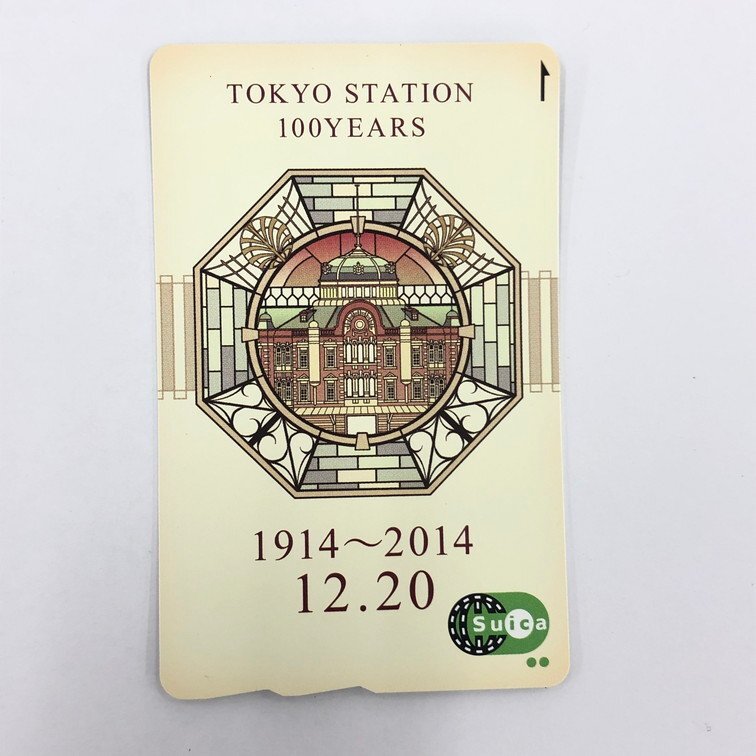 TOKYO STATION
100YEARS
1914～2014
12.20
Suica